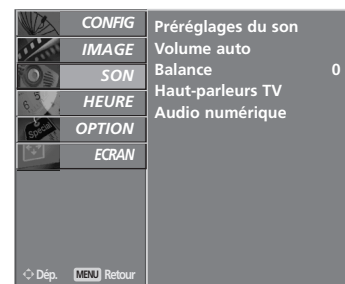 CONFIG
IMAGE
SON
HEURE
OPTION
ECRAN
Préréglages du son
Volume auto
Balance 0
Haut-parleurs TV
Audio numérique
Dép. MENU Retour